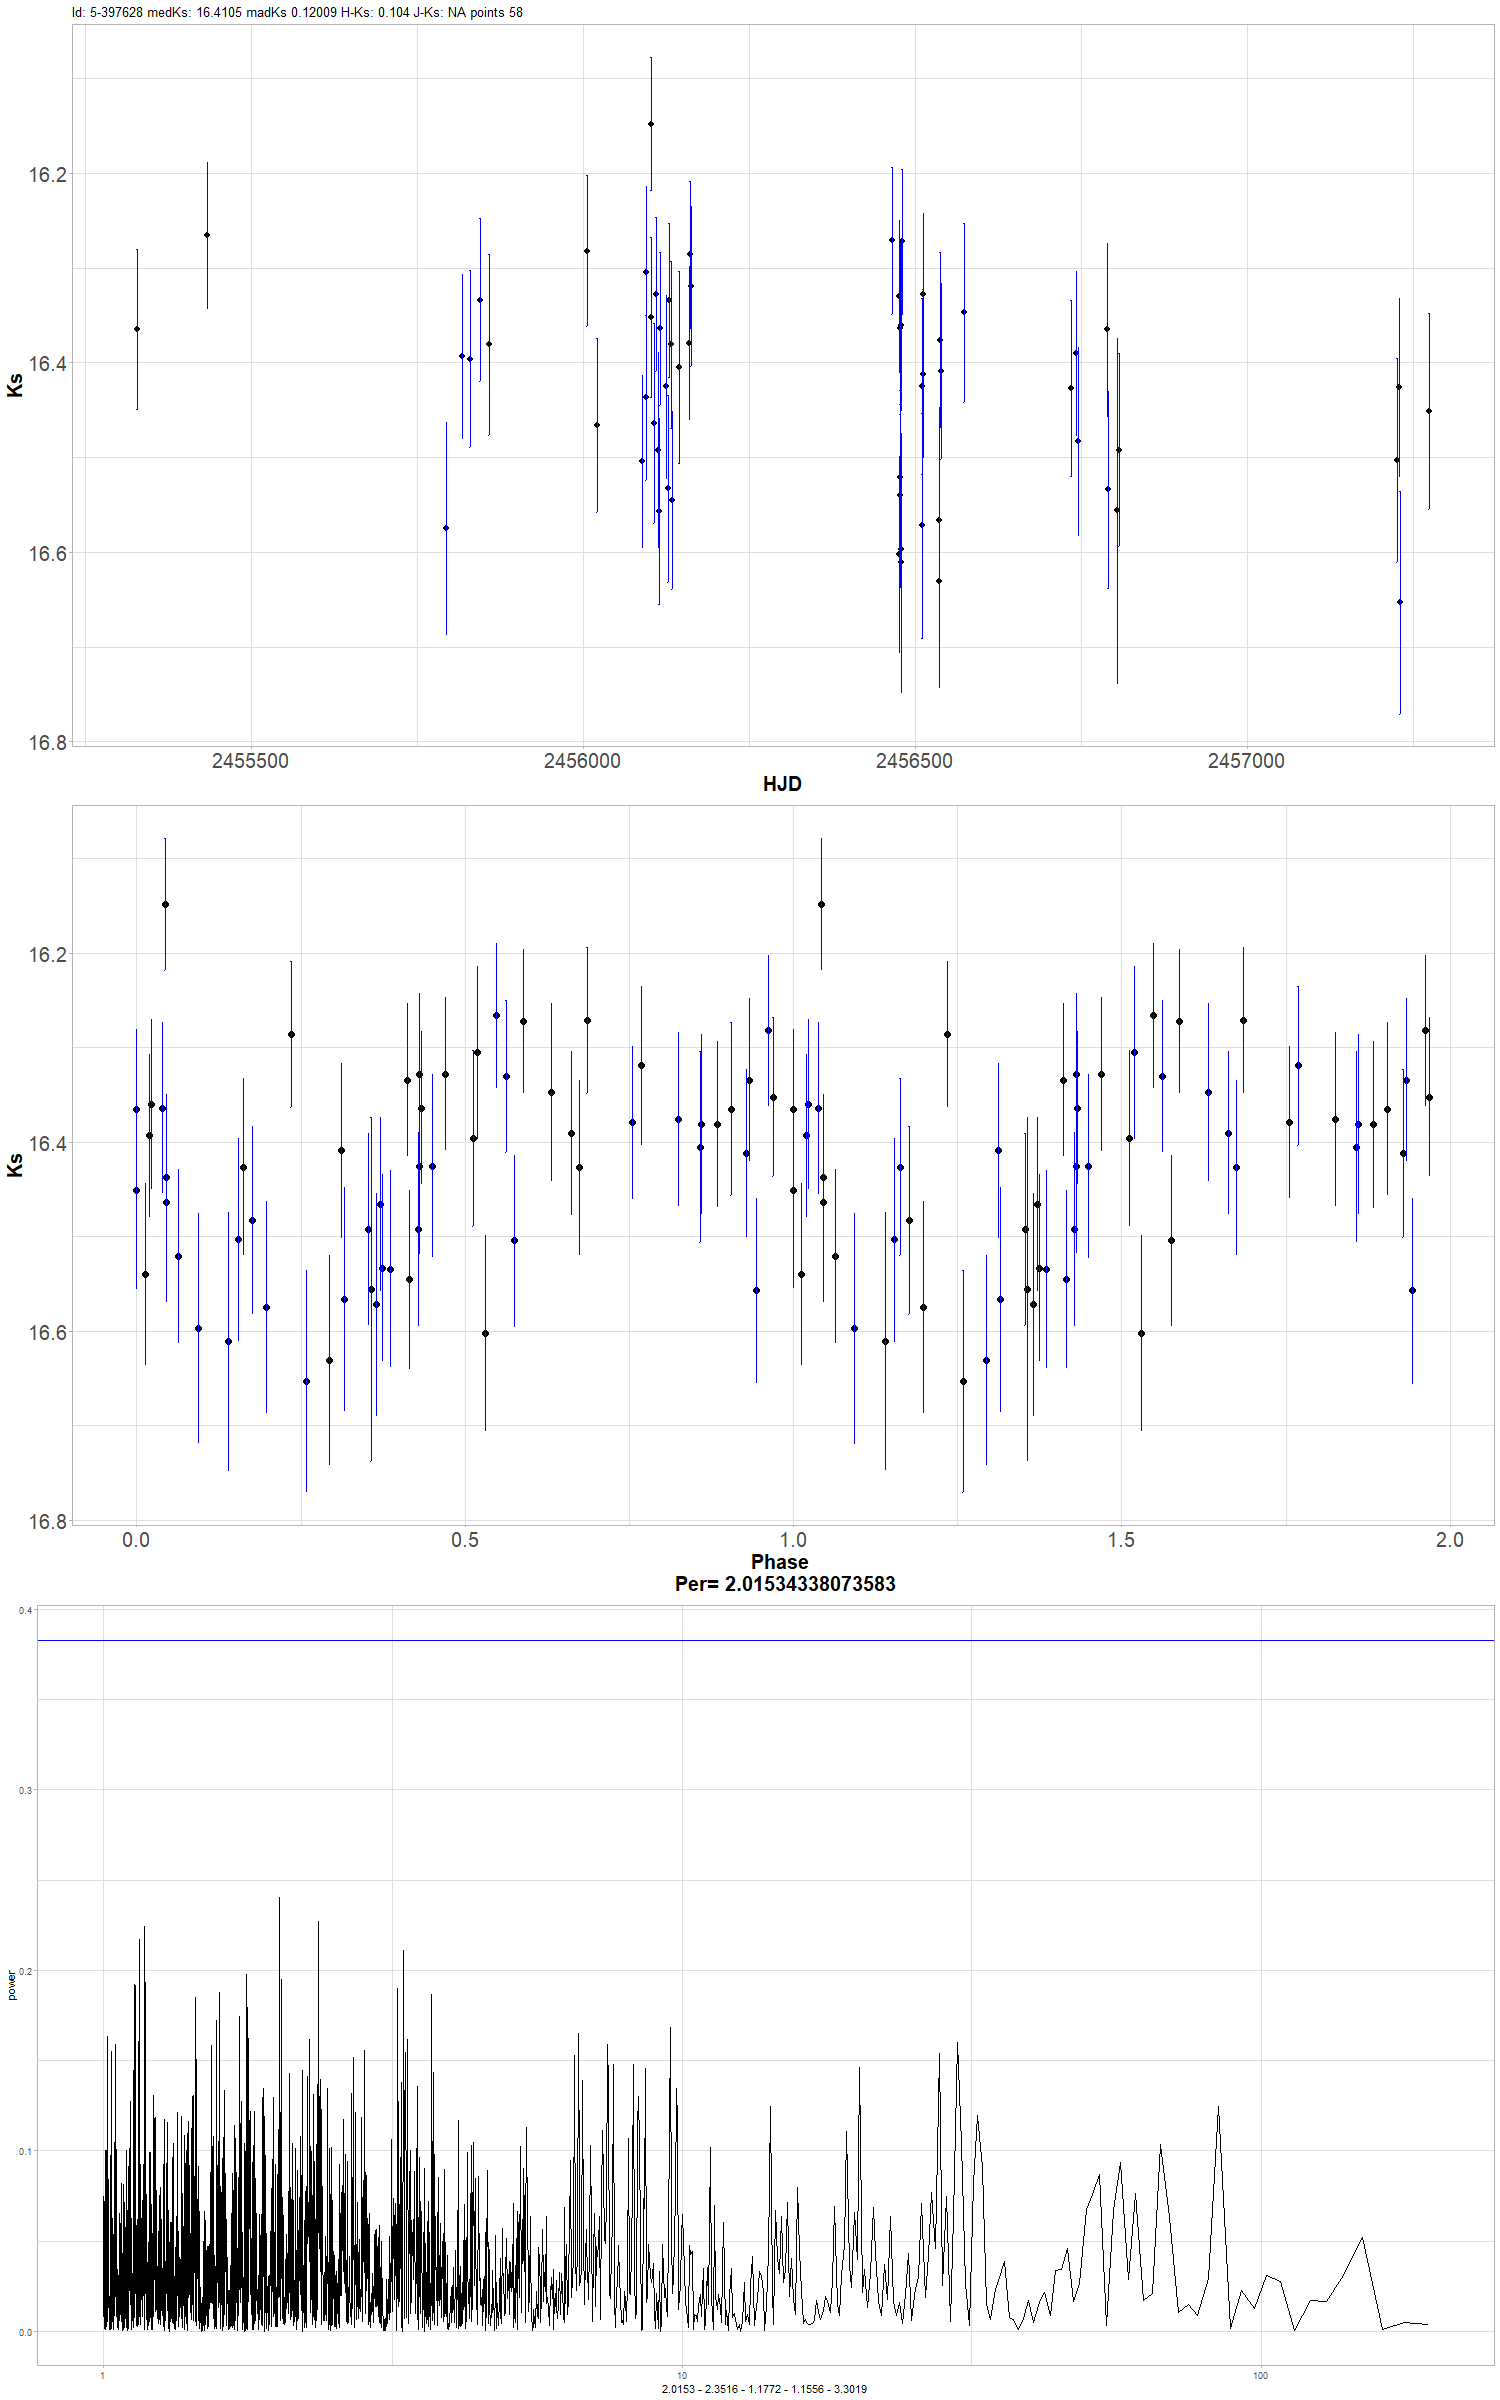 Id: 5-397628 medKs: 16.4105 madKs 0.12009 H-Ks: 0.104 J-Ks: NA points 58
16.2
16.4
Ks
16.6
16.8
2455500 2456000 2456500 2457000
HJD
16.2
16.4
Ks
16.6
16.8
0.0 0.5 1.0 1.5 2.0
Phase
Per= 2.01534338073583
0.4
0.3
0.2
power
0.1
0.0
1 10 100
2.0153 - 2.3516 - 1.1772 - 1.1556 - 3.3019